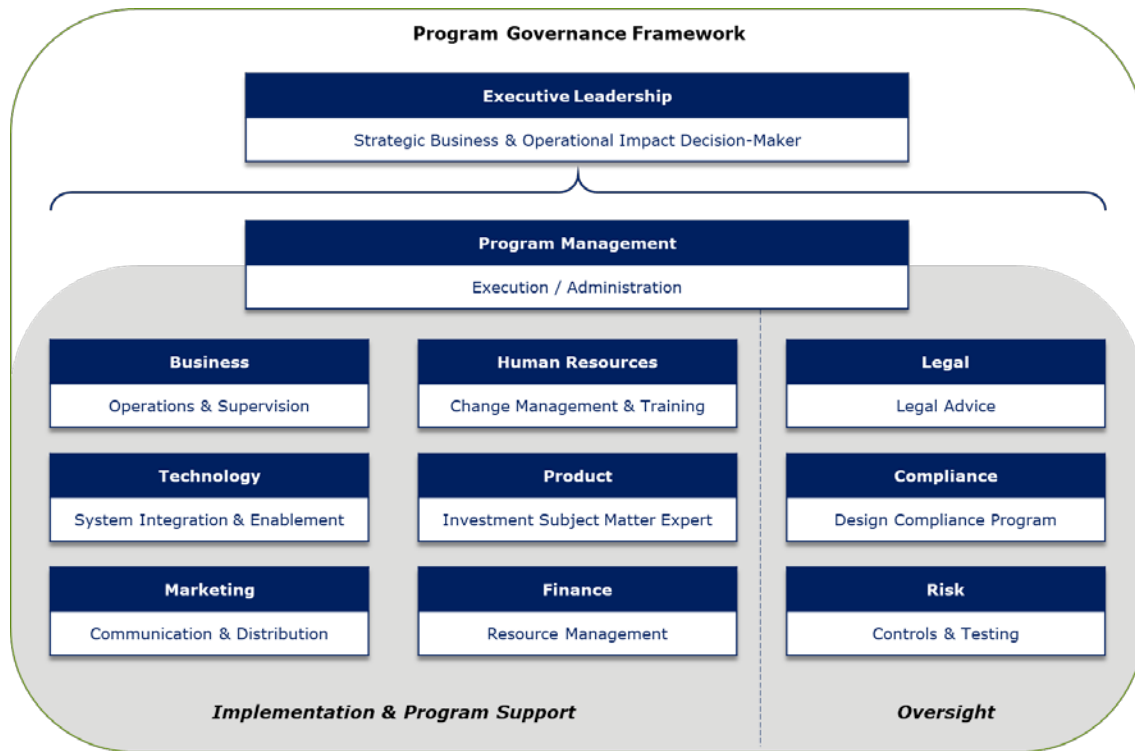 Program Governance Framework
Executive Leadership
Strategic Business & Operational Impact Decision-Maker
Program Management
Execution / Administration
Business
Operations & Supervision
Human Resources
Change Management & Training
Legal
Legal Advice
Technology
System Integration & Enablement
Product
Investment Subject Matter Expert
Compliance
Design Compliance Program
Marketing
Communication & Distribution
Finance
Resource Management
Risk
Controls & Testing
Implementation & Program Support
Oversight